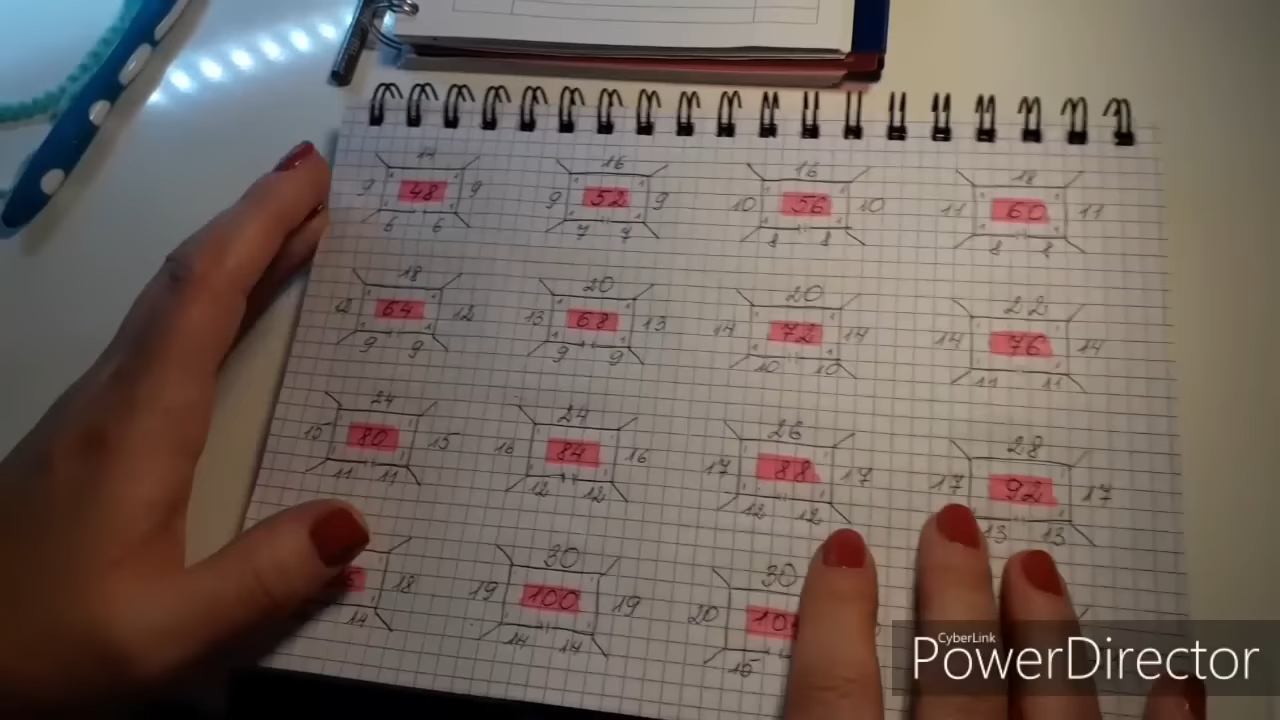 14 16 16 18
9 48 9 9 52 9 10 56 10 11 60 11
6 6 7 7 8 8 8 8
18 20 20 22
12 64 12 13 68 13 14 72 14 14 76 14
9 9 9 9 10 10 11 11
24 24 26 28
15 80 15 16 84 16 17 88 17 17 92 17
11 11 12 12 12 12 13 13
30 30
6 18 19 100 19 20 10
14 14 14 15
CyberLink
PowerDirector